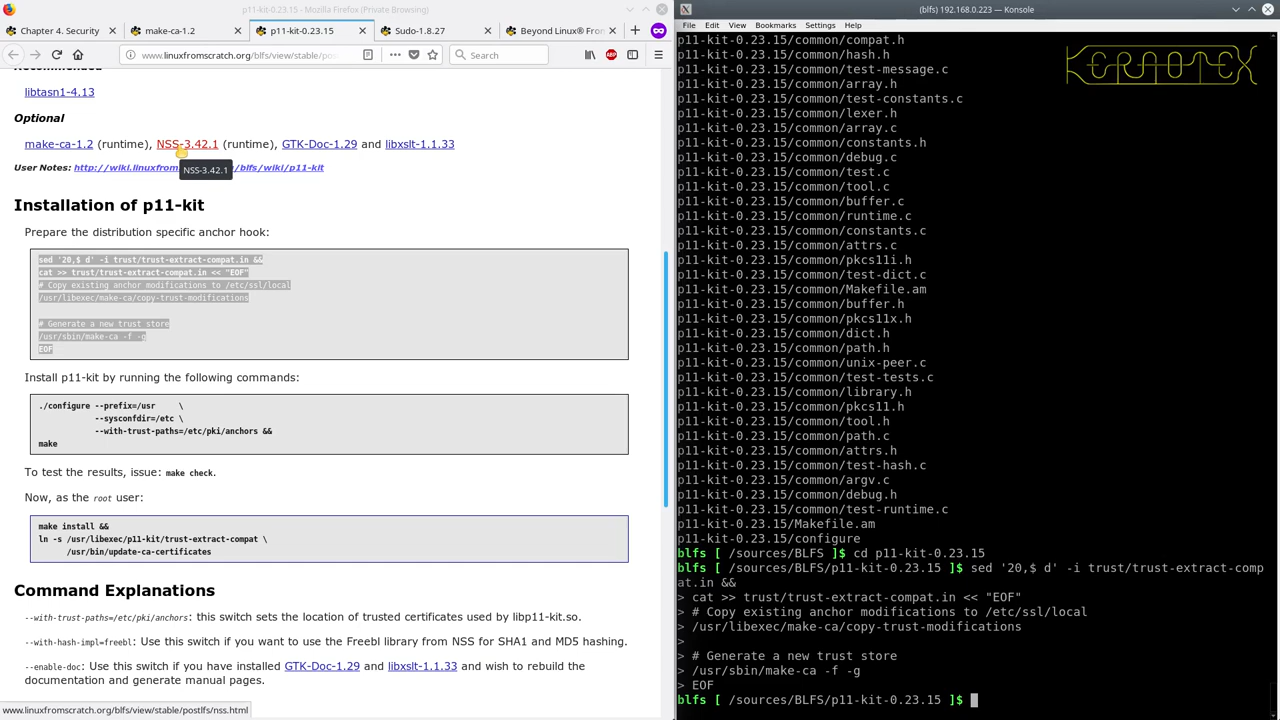 p11-kit-0.23.15 - Mozilla Firefox (Private Browsing)
Chapter 4. Security
make-ca-1.2
p11-kit-0.23.15
Sudo-1.8.27
Beyond Linux® Fron
www.linuxfromscratch.org/blfs/view/stable/pos
Search
libtasn1-4.13
Optional
make-ca-1.2 (runtime), NSS-3.42.1 (runtime), GTK-Doc-1.29 and libxslt-1.1.33
User Notes: http://wiki.linuxfrom /blfs/wiki/p11-kit
NSS-3.42.1
Installation of p11-kit
Prepare the distribution specific anchor hook:
sed '20,$ d' -i trust/trust-extract-compat.in &&
cat >> trust/trust-extract-compat.in << "EOF"
# Copy existing anchor modifications to /etc/ssl/local
/usr/libexec/make-ca/copy-trust-modifications
# Generate a new trust store
/usr/sbin/make-ca -f -g
EOF
Install p11-kit by running the following commands:
./configure --prefix=/usr \
--sysconfdir=/etc \
--with-trust-paths=/etc/pki/anchors &&
make
To test the results, issue: make check.
Now, as the root user:
make install &&
ln -s /usr/libexec/p11-kit/trust-extract-compat \
/usr/bin/update-ca-certificates
Command Explanations
--with-trust-paths=/etc/pki/anchors: this switch sets the location of trusted certificates used by libp11-kit.so.
--with-hash-impl=freebl: Use this switch if you want to use the Freebl library from NSS for SHA1 and MD5 hashing.
--enable-doc: Use this switch if you have installed GTK-Doc-1.29 and libxslt-1.1.33 and wish to rebuild the
documentation and generate manual pages.
www.linuxfromscratch.org/blfs/view/stable/postlfs/nss.html
(blfs) 192.168.0.223 — Konsole
File Edit View Bookmarks Settings Help
KERNOTEX
p11-kit-0.23.15/common/compat.h
p11-kit-0.23.15/common/hash.h
p11-kit-0.23.15/common/test-message.c
p11-kit-0.23.15/common/array.h
p11-kit-0.23.15/common/test-constants.c
p11-kit-0.23.15/common/lexer.h
p11-kit-0.23.15/common/array.c
p11-kit-0.23.15/common/constants.h
p11-kit-0.23.15/common/debug.c
p11-kit-0.23.15/common/test.c
p11-kit-0.23.15/common/tool.c
p11-kit-0.23.15/common/buffer.c
p11-kit-0.23.15/common/runtime.c
p11-kit-0.23.15/common/constants.c
p11-kit-0.23.15/common/attrs.c
p11-kit-0.23.15/common/pkcs11i.h
p11-kit-0.23.15/common/test-dict.c
p11-kit-0.23.15/common/Makefile.am
p11-kit-0.23.15/common/buffer.h
p11-kit-0.23.15/common/pkcs11x.h
p11-kit-0.23.15/common/dict.h
p11-kit-0.23.15/common/path.h
p11-kit-0.23.15/common/unix-peer.c
p11-kit-0.23.15/common/test-tests.c
p11-kit-0.23.15/common/library.h
p11-kit-0.23.15/common/pkcs11.h
p11-kit-0.23.15/common/tool.h
p11-kit-0.23.15/common/path.c
p11-kit-0.23.15/common/attrs.h
p11-kit-0.23.15/common/test-hash.c
p11-kit-0.23.15/common/argv.c
p11-kit-0.23.15/common/debug.h
p11-kit-0.23.15/common/test-runtime.c
p11-kit-0.23.15/Makefile.am
p11-kit-0.23.15/configure
blfs [ /sources/BLFS ]$ cd p11-kit-0.23.15
blfs [ /sources/BLFS/p11-kit-0.23.15 ]$ sed '20,$ d' -i trust/trust-extract-comp
at.in &&
> cat >> trust/trust-extract-compat.in << "EOF"
> # Copy existing anchor modifications to /etc/ssl/local
> /usr/libexec/make-ca/copy-trust-modifications
>
> # Generate a new trust store
> /usr/sbin/make-ca -f -g
> EOF
blfs [ /sources/BLFS/p11-kit-0.23.15 ]$